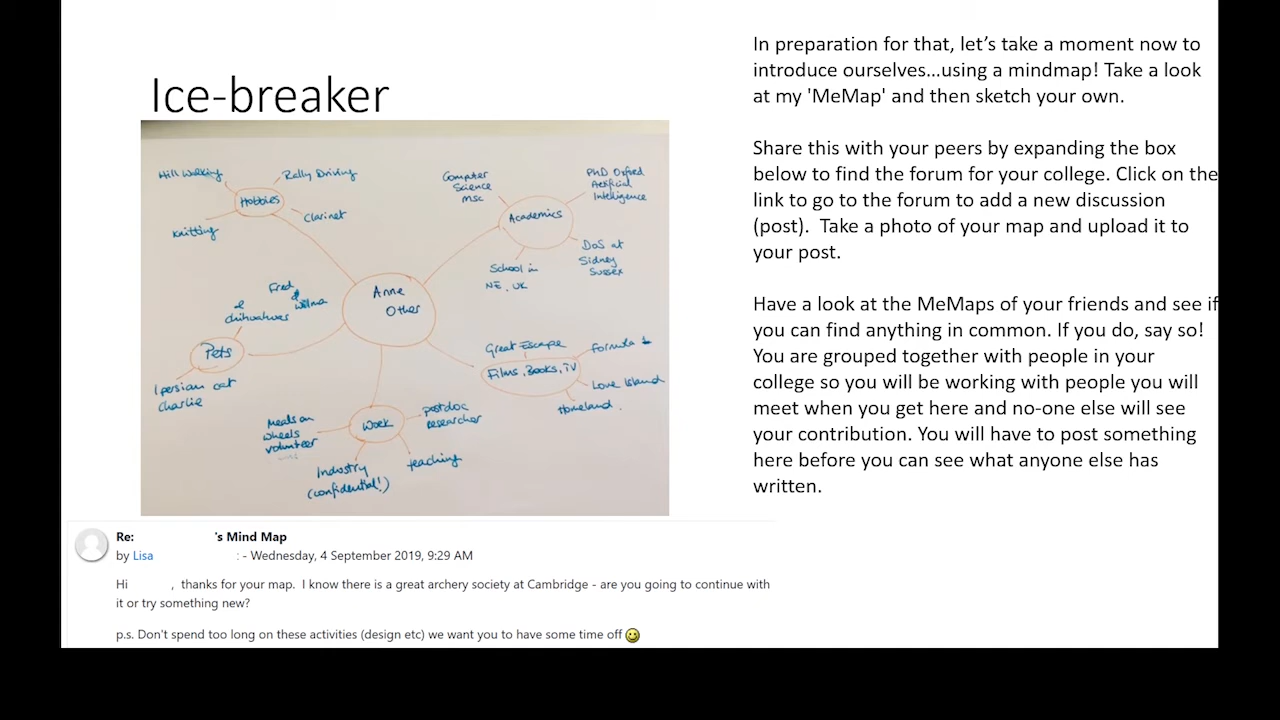 Ice-breaker
Hill Walking
Rally Driving
Hobbies
Clarinet
Knitting
Computer
Science
MSc
PhD Oxford
Artificial
Intelligence
Academics
DoS at
Sidney
Sussex
School in
NE, UK
Anne
Other
Fred
&
Wilma
2
chihuahuas
Pets
1 persian cat
charlie
Great Escape
Formula 1
Films, Books, TV
Love Island
Homeland.
Meals on
wheels
volunteer
Work
postdoc
researcher
teaching
Industry
(confidential!)
Re: 's Mind Map
by Lisa : - Wednesday, 4 September 2019, 9:29 AM
Hi , thanks for your map. I know there is a great archery society at Cambridge - are you going to continue with
it or try something new?
p.s. Don't spend too long on these activities (design etc) we want you to have some time off
In preparation for that, let’s take a moment now to
introduce ourselves…using a mindmap! Take a look
at my 'MeMap' and then sketch your own.
Share this with your peers by expanding the box
below to find the forum for your college. Click on the
link to go to the forum to add a new discussion
(post). Take a photo of your map and upload it to
your post.
Have a look at the MeMaps of your friends and see if
you can find anything in common. If you do, say so!
You are grouped together with people in your
college so you will be working with people you will
meet when you get here and no-one else will see
your contribution. You will have to post something
here before you can see what anyone else has
written.